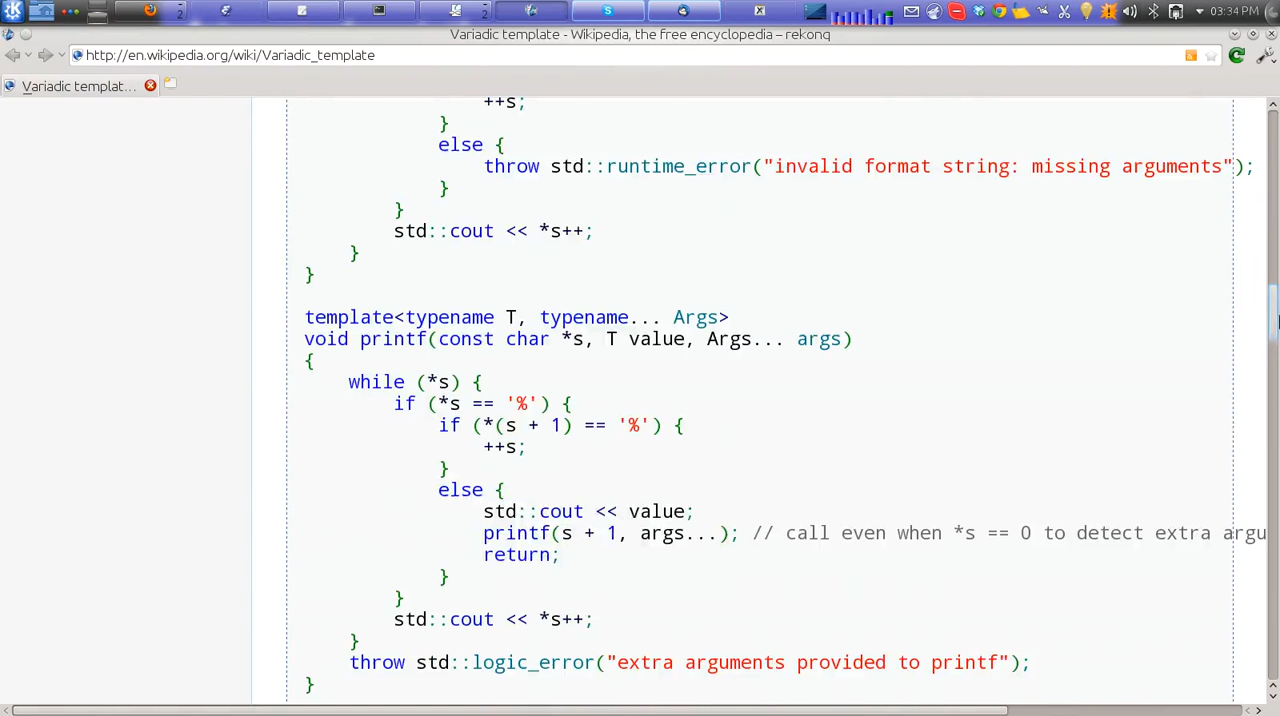 2
2
03:34 PM
Variadic template - Wikipedia, the free encyclopedia – rekonq
http://en.wikipedia.org/wiki/Variadic_template
Variadic templat...
++s;
}
else {
throw std::runtime_error("invalid format string: missing arguments");
}
}
std::cout << *s++;
}
}
template<typename T, typename... Args>
void printf(const char *s, T value, Args... args)
{
while (*s) {
if (*s == '%') {
if (*(s + 1) == '%') {
++s;
}
else {
std::cout << value;
printf(s + 1, args...); // call even when *s == 0 to detect extra argu
return;
}
}
std::cout << *s++;
}
throw std::logic_error("extra arguments provided to printf");
}